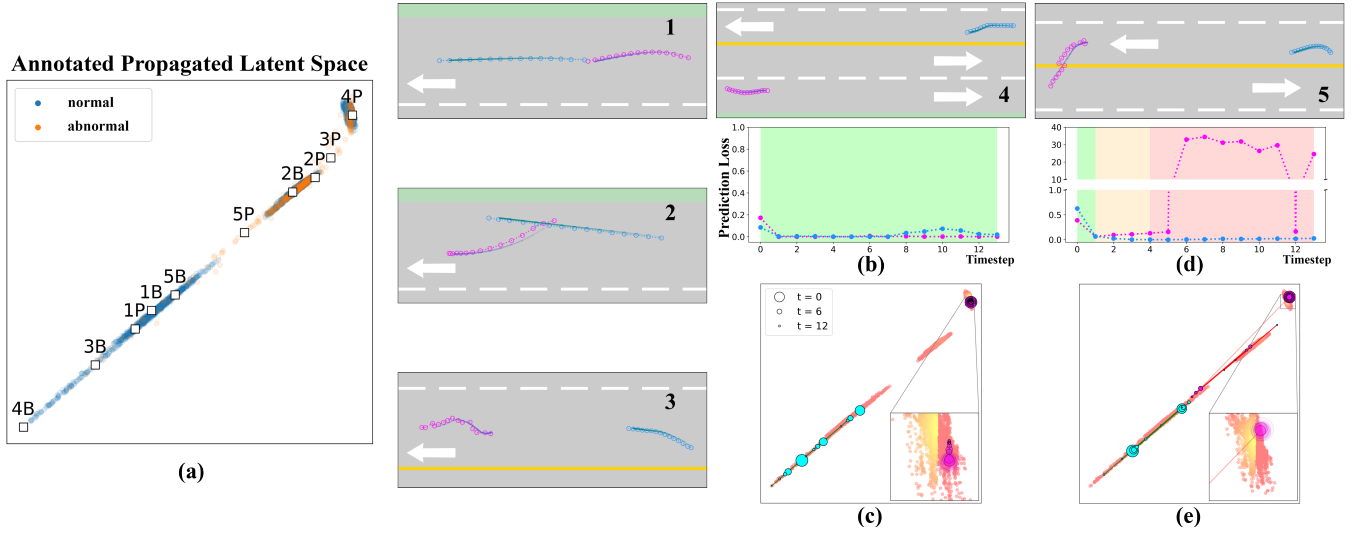 Annotated Propagated Latent Space
normal
abnormal
4P
3P
2P
2B
5P
5B
1B
1P
3B
4B
(a)
1
2
3
4
5
Prediction Loss
1.0
0.8
0.6
0.4
0.2
0.0
0 2 4 6 8 10 12
Timestep
(b)
40
30
20
10
1.0
0.5
0.0
0 2 4 6 8 10 12
Timestep
(d)
t = 0
t = 6
t = 12
(c)
(e)